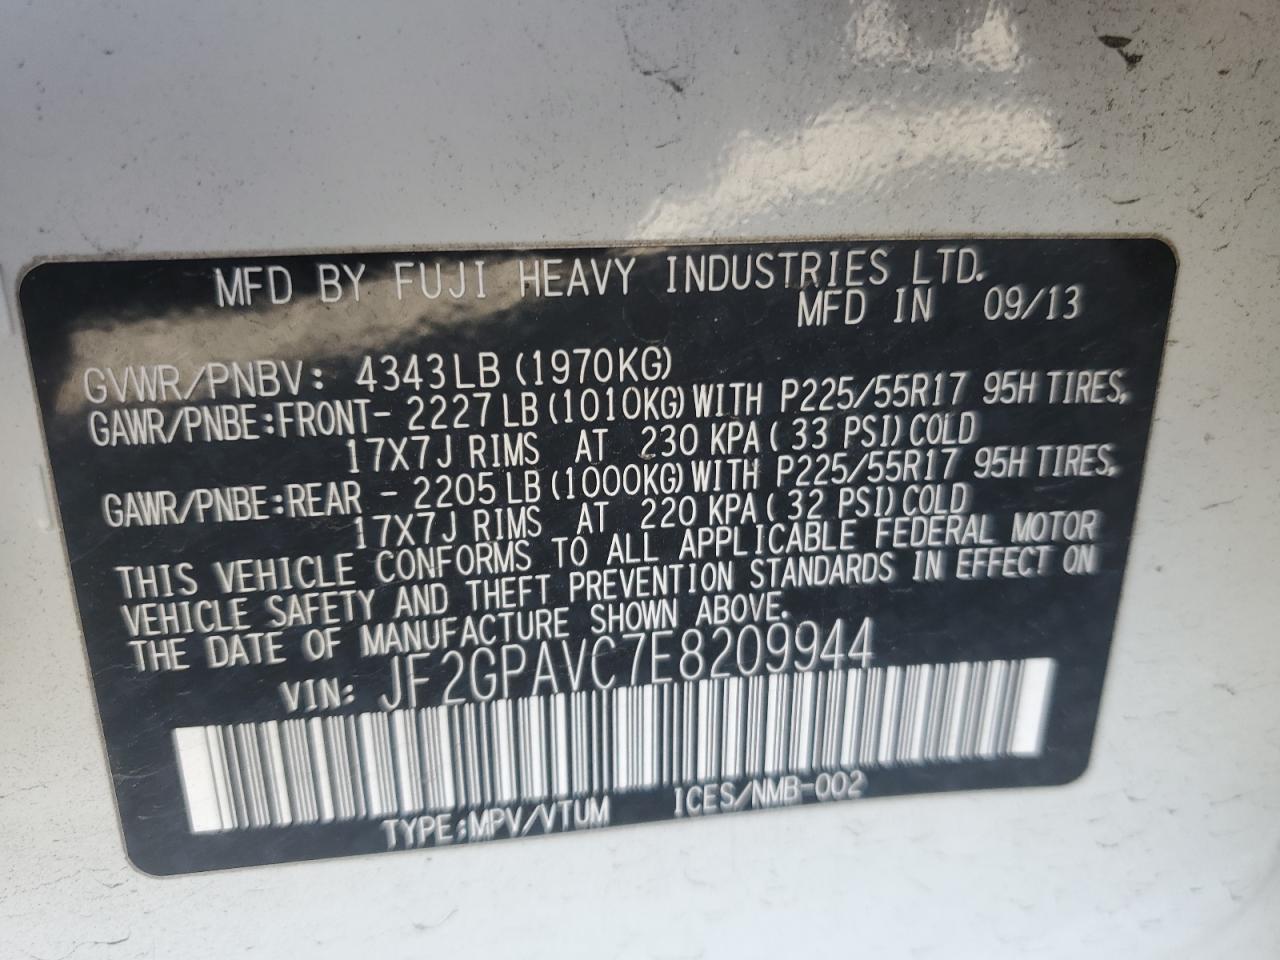 MFD BY FUJI HEAVY INDUSTRIES LTD.
MFD IN 09/13
GVWR/PNBV: 4343LB (1970KG)
GAWR/PNBE:FRONT- 2227LB (1010KG) WITH P225/55R17 95H TIRES,
17X7J RIMS AT 230 KPA ( 33 PSI) COLD
GAWR/PNBE:REAR - 2205LB (1000KG) WITH P225/55R17 95H TIRES,
17X7J RIMS AT 220 KPA ( 32 PSI) COLD
THIS VEHICLE CONFORMS TO ALL APPLICABLE FEDERAL MOTOR
VEHICLE SAFETY AND THEFT PREVENTION STANDARDS IN EFFECT ON
THE DATE OF MANUFACTURE SHOWN ABOVE.
VIN: JF2GPAVC7E8209944
TYPE:MPV/VTUM ICES/NMB-002